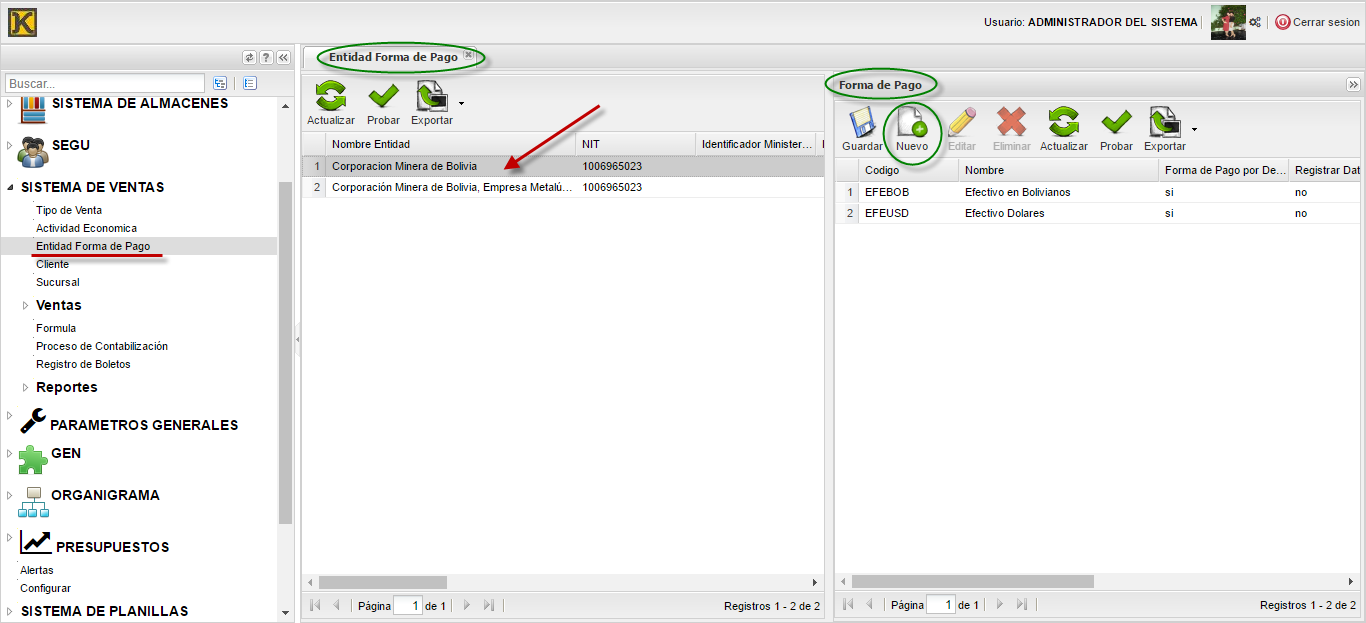 K
Usuario: ADMINISTRADOR DEL SISTEMA
Cerrar sesion
Buscar...
SISTEMA DE ALMACENES
SEGU
SISTEMA DE VENTAS
Tipo de Venta
Actividad Economica
Entidad Forma de Pago
Cliente
Sucursal
Ventas
Formula
Proceso de Contabilización
Registro de Boletos
Reportes
PARAMETROS GENERALES
GEN
ORGANIGRAMA
PRESUPUESTOS
Alertas
Configurar
SISTEMA DE PLANILLAS
Entidad Forma de Pago
Actualizar Probar Exportar
Nombre Entidad NIT Identificador Minister...
1 Corporacion Minera de Bolivia 1006965023
2 Corporación Minera de Bolivia, Empresa Metalú... 1006965023
Página 1 de 1 Registros 1 - 2 de 2
Forma de Pago
Guardar Nuevo Editar Eliminar Actualizar Probar Exportar
Codigo Nombre Forma de Pago por De... Registrar Dat
1 EFEBOB Efectivo en Bolivianos si no
2 EFEUSD Efectivo Dolares si no
Página 1 de 1 Registros 1 - 2 de 2